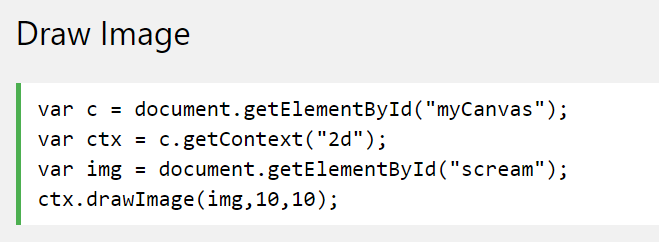 Draw Image
var c = document.getElementById("myCanvas");
var ctx = c.getContext("2d");
var img = document.getElementById("scream");
ctx.drawImage(img,10,10);